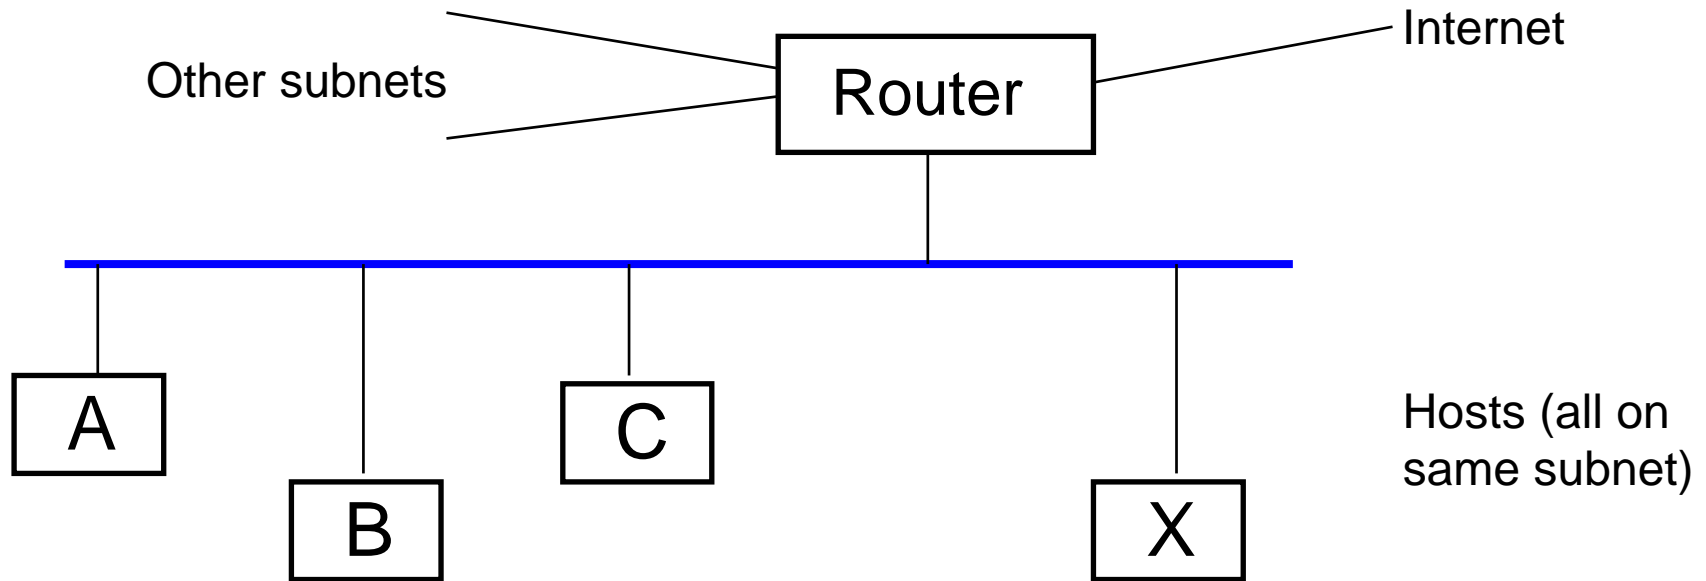 Internet
Other subnets
Router
A
C
B
X
Hosts (all on
same subnet)